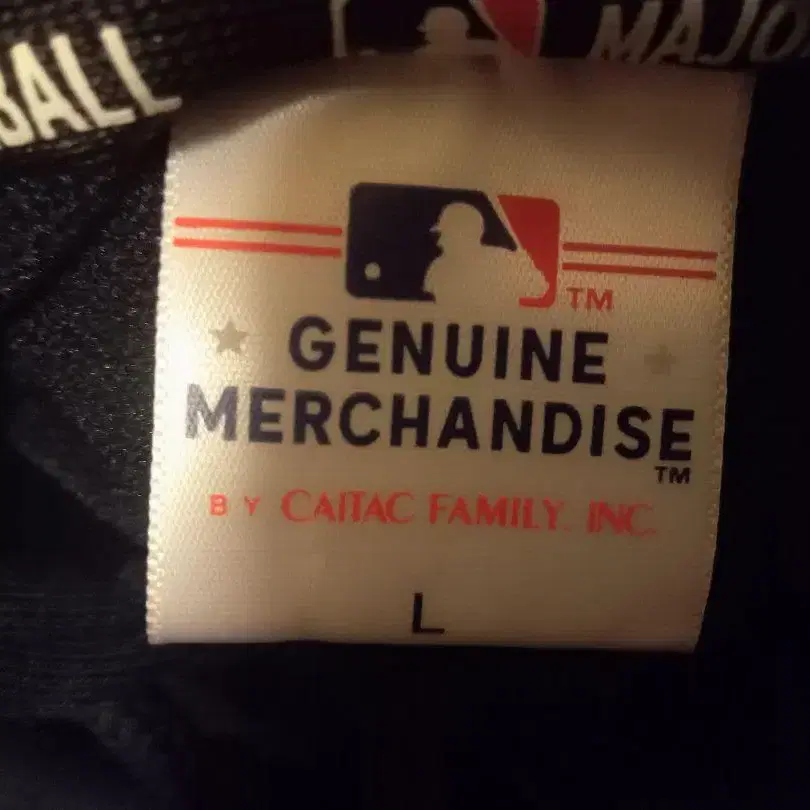 BALL
MAJO
TM
GENUINE
MERCHANDISE
TM
BY CAITAC FAMILY. INC.
L